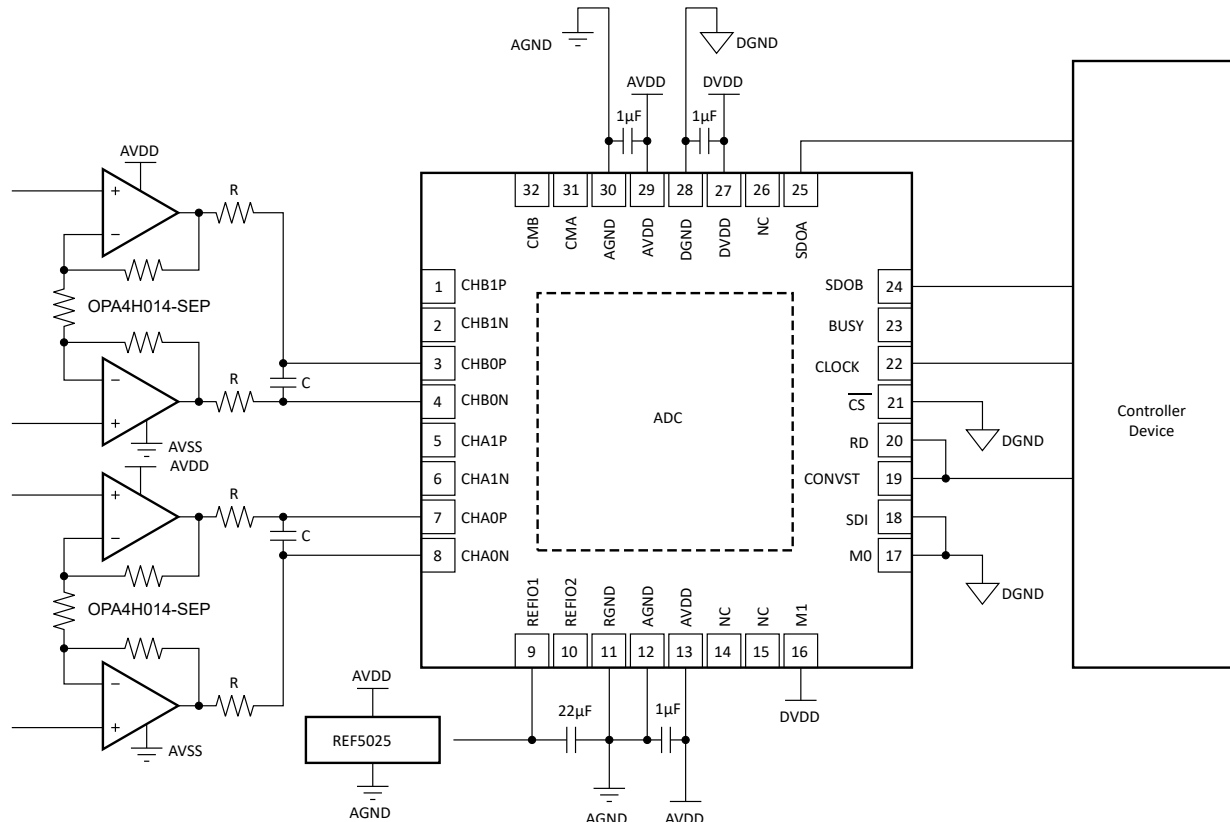 AGND
DGND
AVDD
DVDD
1µF
1µF
AVDD
R
+
−
OPA4H014-SEP
−
+
R
C
AVSS
AVDD
R
+
−
C
OPA4H014-SEP
−
+
R
AVSS
32 31 30 29 28 27 26 25
CMB CMA AGND AVDD DGND DVDD NC SDOA
1 CHB1P
2 CHB1N
3 CHB0P
4 CHB0N
5 CHA1P
6 CHA1N
7 CHA0P
8 CHA0N
ADC
SDOB 24
BUSY 23
CLOCK 22
CS 21
RD 20
CONVST 19
SDI 18
M0 17
DGND
DGND
Controller
Device
REFIO1 REFIO2 RGND AGND AVDD NC NC M1
9 10 11 12 13 14 15 16
AVDD
REF5025
AGND
22µF
1µF
DVDD
AGND
AVDD